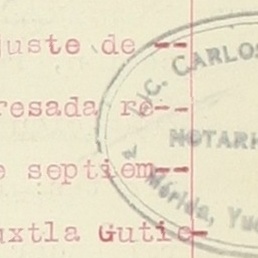 juste de --
resada re--
e septiem--
uxtla Gutie-
LIC. CARLOS
NOTARI
Mérida, Yuc